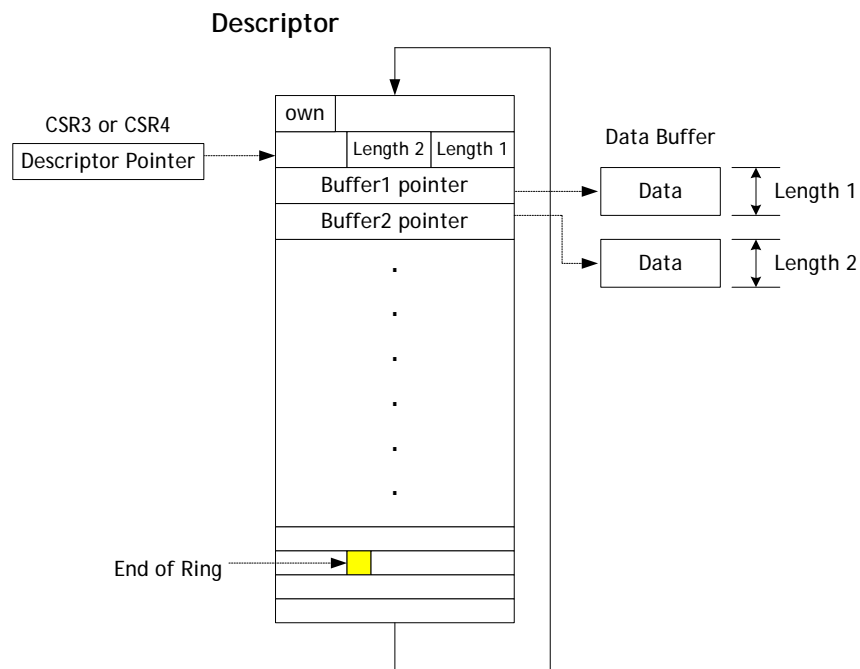 Descriptor
own
CSR3 or CSR4
Descriptor Pointer
Length 2
Length 1
Data Buffer
Buffer1 pointer
Data
Length 1
Buffer2 pointer
Data
Length 2
End of Ring